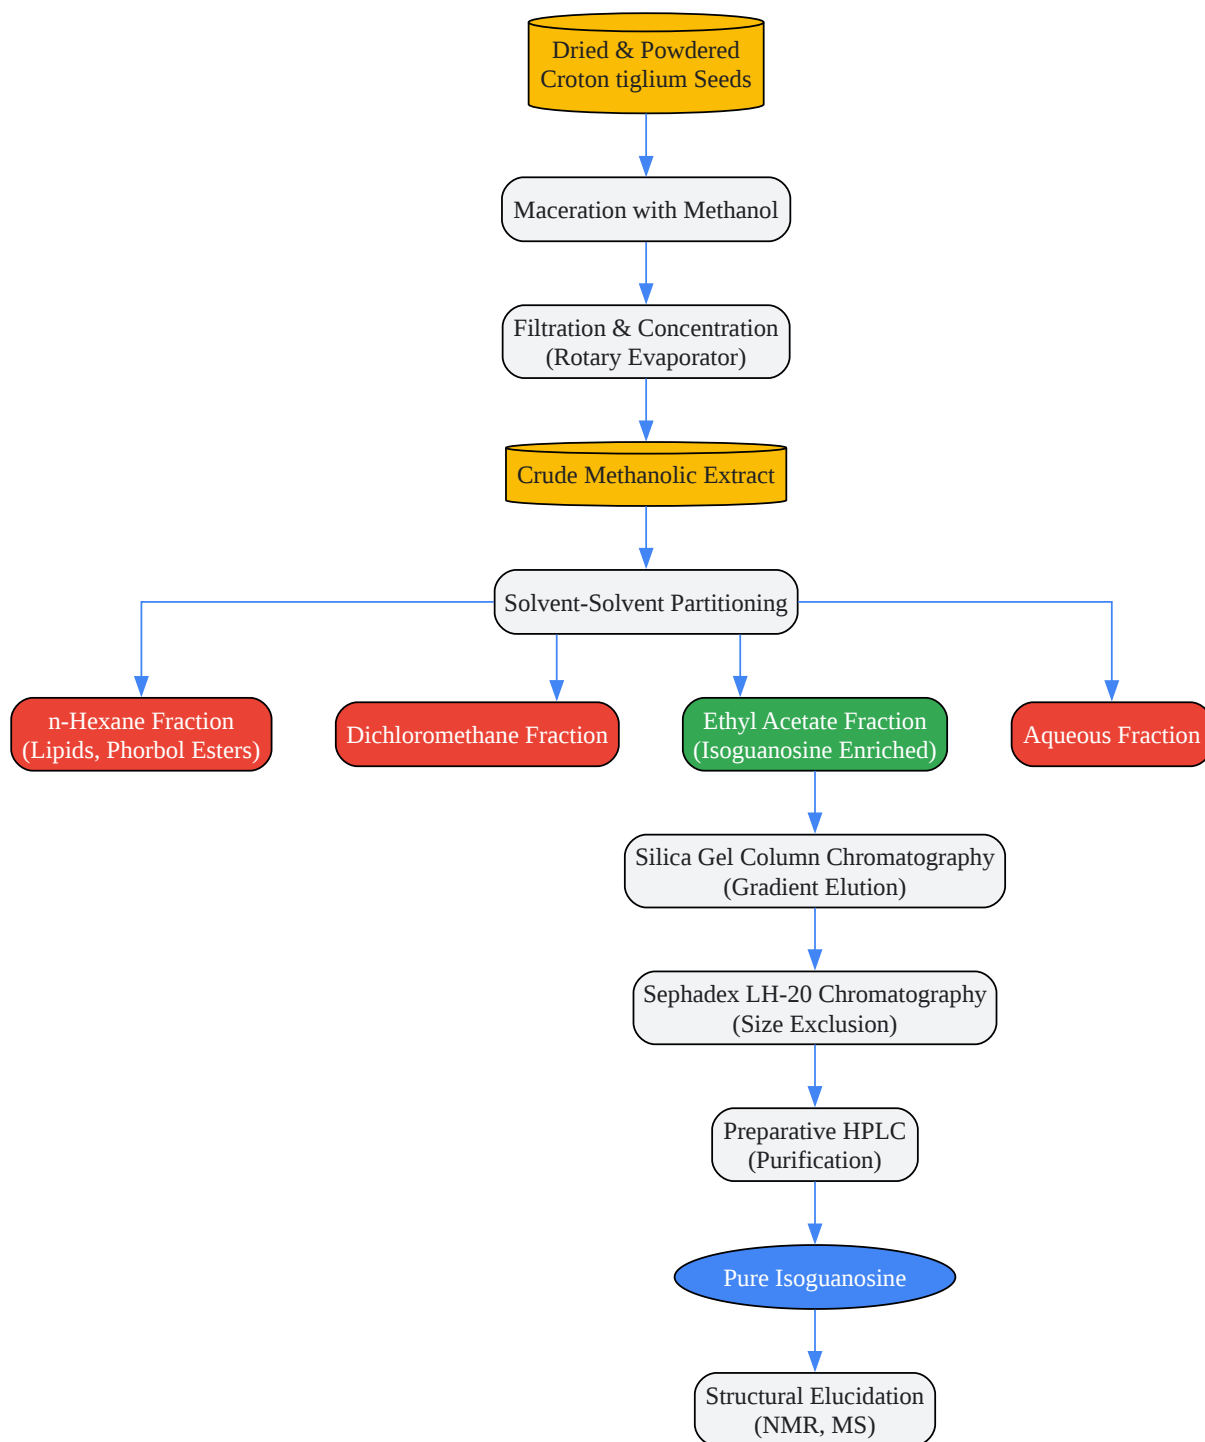 Dried & Powdered
Croton tiglium Seeds
Maceration with Methanol
Filtration & Concentration
(Rotary Evaporator)
Crude Methanolic Extract
Solvent-Solvent Partitioning
n-Hexane Fraction
(Lipids, Phorbol Esters)
Dichloromethane Fraction
Ethyl Acetate Fraction
(Isoguanosine Enriched)
Aqueous Fraction
Silica Gel Column Chromatography
(Gradient Elution)
Sephadex LH-20 Chromatography
(Size Exclusion)
Preparative HPLC
(Purification)
Pure Isoguanosine
Structural Elucidation
(NMR, MS)